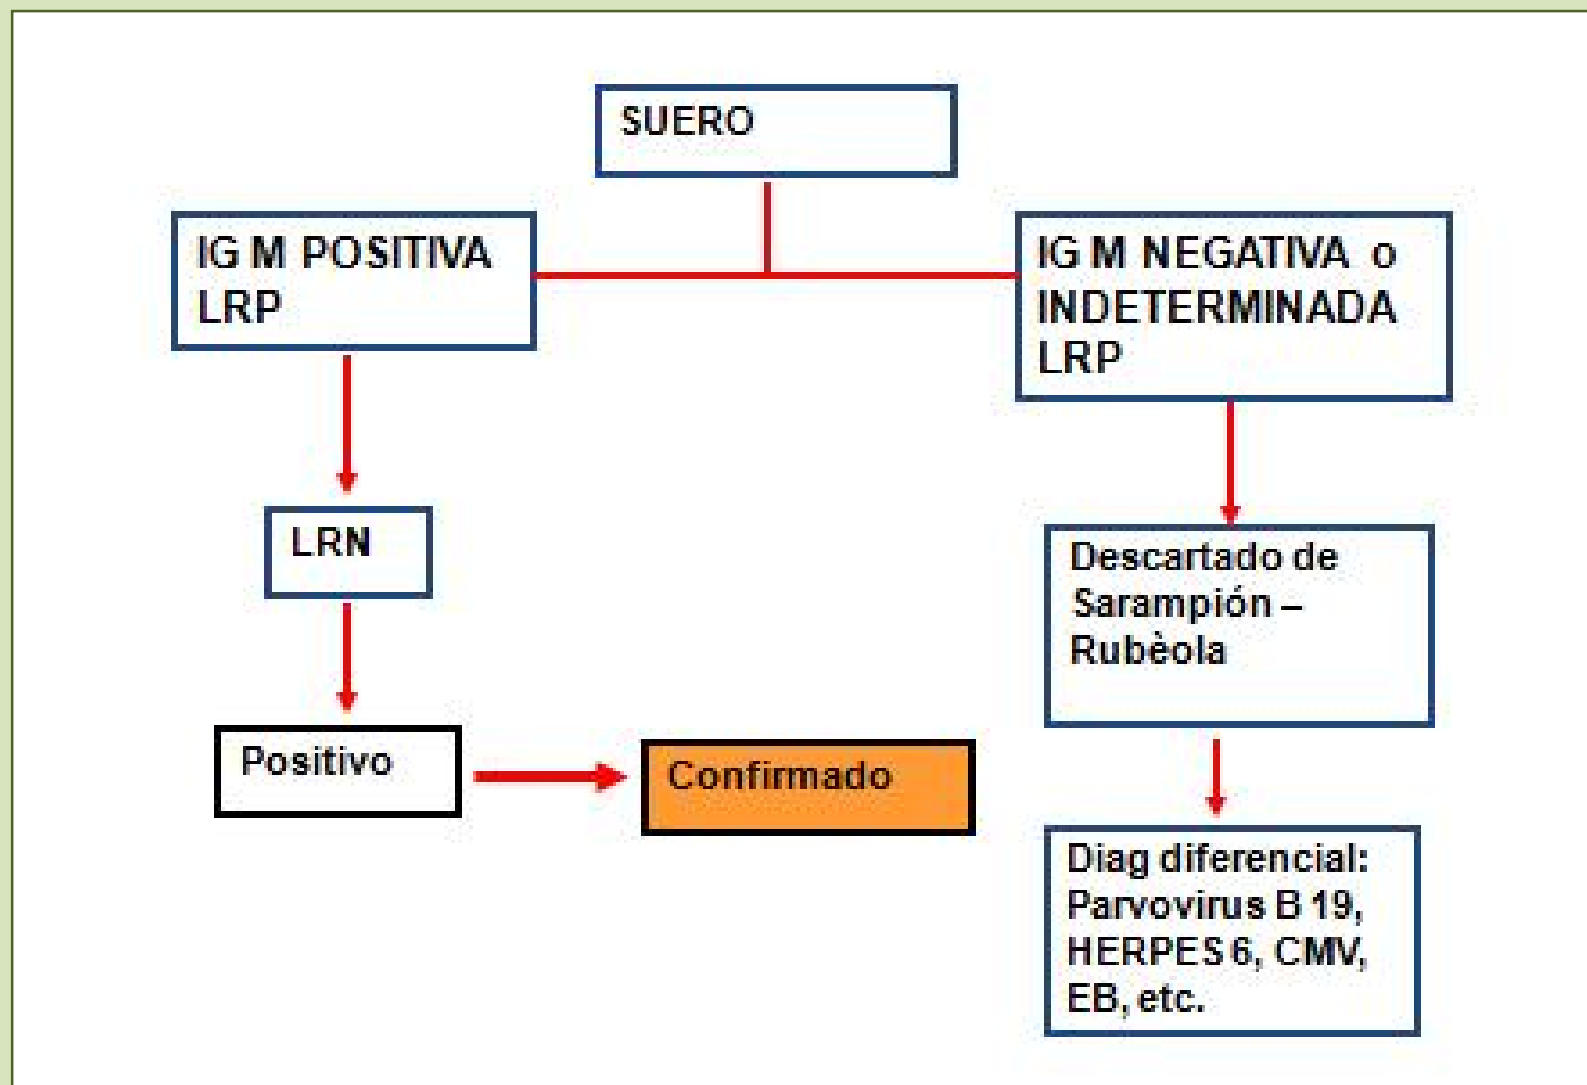 SUERO
IG M POSITIVA
LRP
IG M NEGATIVA o
INDETERMINADA
LRP
LRN
Descartado de
Sarampión –
Rubèola
Positivo
Confirmado
Diag diferencial:
Parvovirus B 19,
HERPES 6, CMV,
EB, etc.